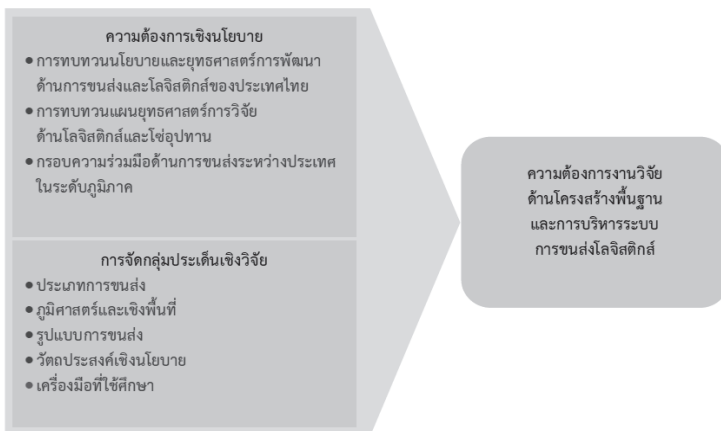 ความต้องการเชิงนโยบาย
● การทบทวนนโยบายและยุทธศาสตร์การพัฒนา
ด้านการขนส่งและโลจิสติกส์ของประเทศไทย
● การทบทวนแผนยุทธศาสตร์การวิจัย
ด้านโลจิสติกส์และโซ่อุปทาน
● กรอบความร่วมมือด้านการขนส่งระหว่างประเทศ
ในระดับภูมิภาค
การจัดกลุ่มประเด็นเชิงวิจัย
● ประเภทการขนส่ง
● ภูมิศาสตร์และเชิงพื้นที่
● รูปแบบการขนส่ง
● วัตถุประสงค์เชิงนโยบาย
● เครื่องมือที่ใช้ศึกษา
ความต้องการงานวิจัย
ด้านโครงสร้างพื้นฐาน
และการบริหารระบบ
การขนส่งโลจิสติกส์